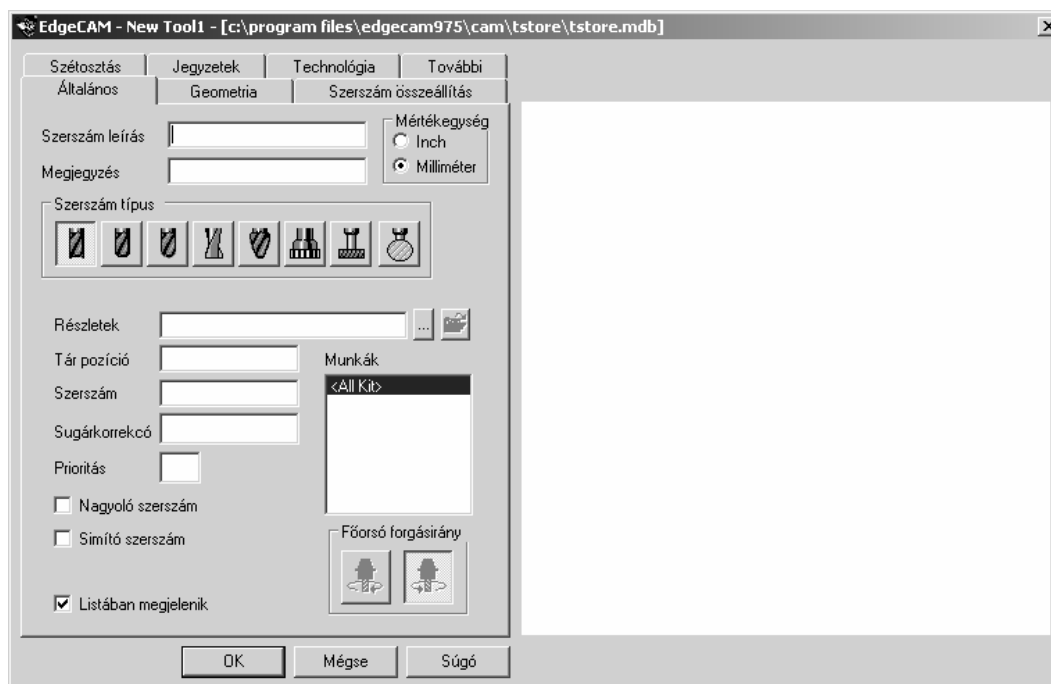 EdgeCAM - New Tool1 - [c:\program files\edgecam975\cam\tstore\tstore.mdb]
Szétosztás
Jegyzetek
Technológia
További
Általános
Geometria
Szerszám összeállítás
Szerszám leírás
Mértékegység
Inch
Milliméter
Megjegyzés
Szerszám típus
Részletek
...
Tár pozíció
Munkák
<All Kit>
Szerszám
Sugárkorrekcó
Prioritás
Nagyoló szerszám
Simító szerszám
Főorsó forgásirány
Listában megjelenik
OK
Mégse
Súgó